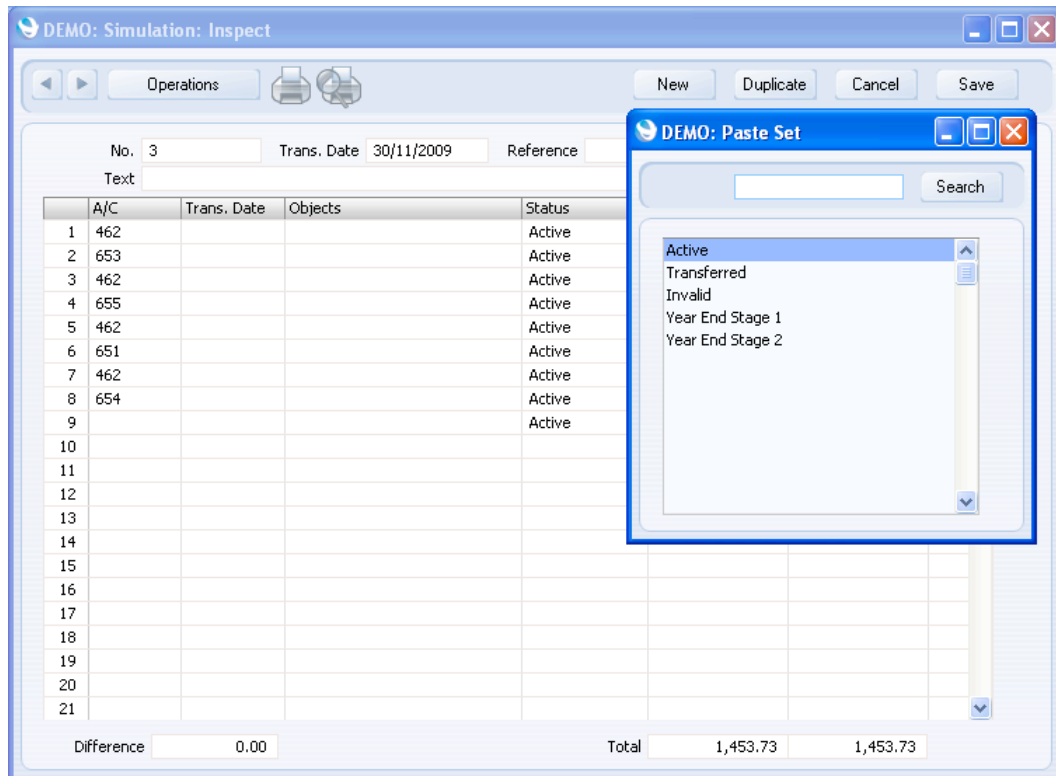 DEMO: Simulation: Inspect
Operations New Duplicate Cancel Save
No. 3 Trans. Date 30/11/2009 Reference
Text
A/C Trans. Date Objects Status
1 462 Active
2 653 Active
3 462 Active
4 655 Active
5 462 Active
6 651 Active
7 462 Active
8 654 Active
9 Active
10
11
12
13
14
15
16
17
18
19
20
21
Difference 0.00 Total 1,453.73 1,453.73
DEMO: Paste Set
Search
Active
Transferred
Invalid
Year End Stage 1
Year End Stage 2